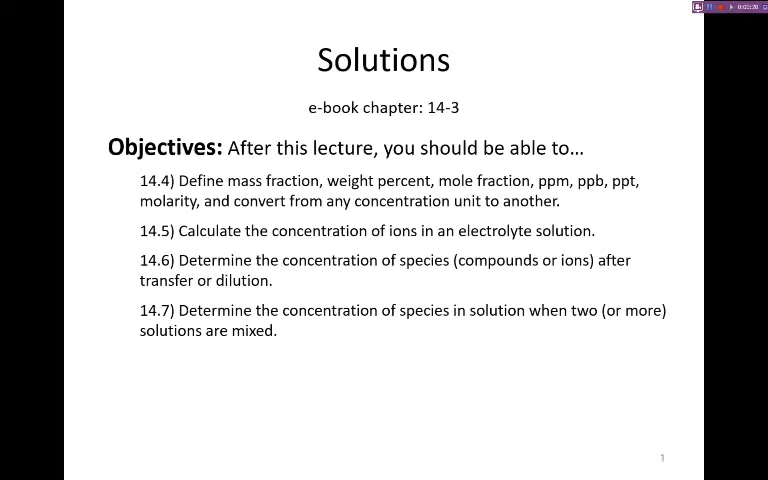 0:00:20
Solutions
e-book chapter: 14-3
Objectives: After this lecture, you should be able to…
14.4) Define mass fraction, weight percent, mole fraction, ppm, ppb, ppt,
molarity, and convert from any concentration unit to another.
14.5) Calculate the concentration of ions in an electrolyte solution.
14.6) Determine the concentration of species (compounds or ions) after
transfer or dilution.
14.7) Determine the concentration of species in solution when two (or more)
solutions are mixed.
1